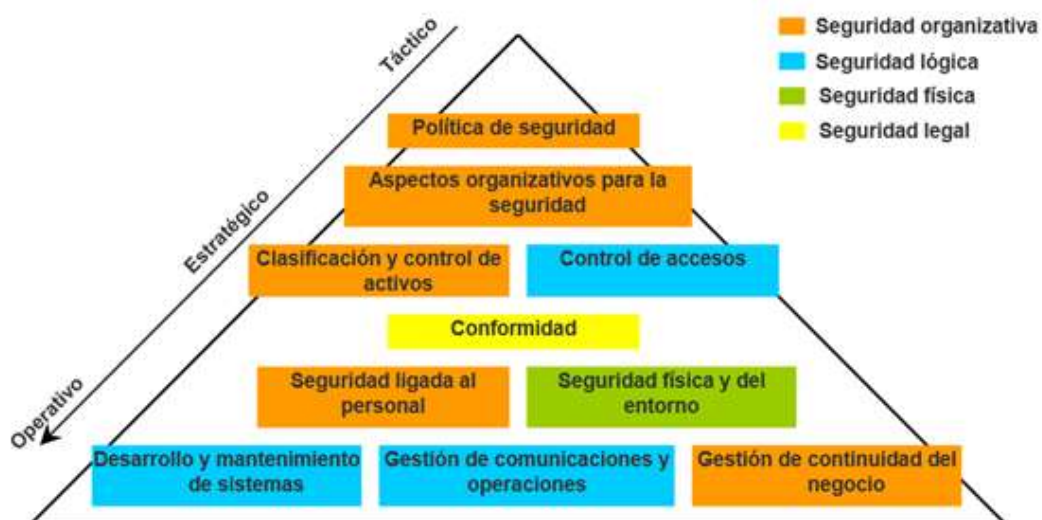 Táctico
Estratégico
Operativo
Seguridad organizativa
Seguridad lógica
Seguridad física
Seguridad legal
Política de seguridad
Aspectos organizativos para la
seguridad
Clasificación y control de
activos
Control de accesos
Conformidad
Seguridad ligada al
personal
Seguridad física y del
entorno
Desarrollo y mantenimiento
de sistemas
Gestión de comunicaciones y
operaciones
Gestión de continuidad del
negocio